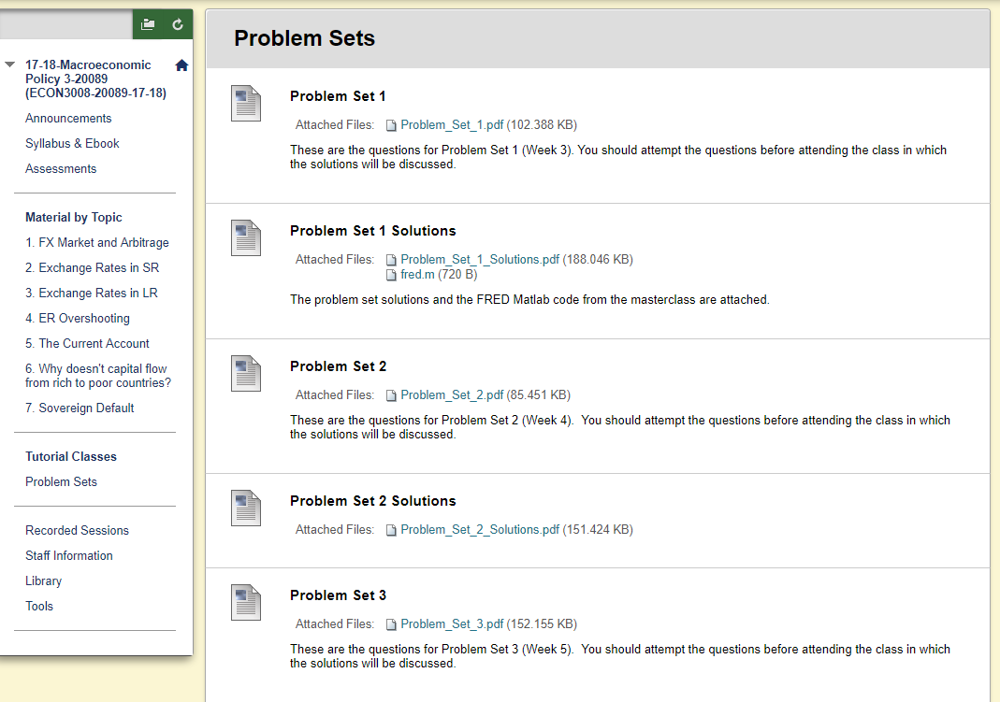 17-18-Macroeconomic
Policy 3-20089
(ECON3008-20089-17-18)
Announcements
Syllabus & Ebook
Assessments
Material by Topic
1. FX Market and Arbitrage
2. Exchange Rates in SR
3. Exchange Rates in LR
4. ER Overshooting
5. The Current Account
6. Why doesn't capital flow
from rich to poor countries?
7. Sovereign Default
Tutorial Classes
Problem Sets
Recorded Sessions
Staff Information
Library
Tools
Problem Sets
Problem Set 1
Attached Files: Problem_Set_1.pdf (102.388 KB)
These are the questions for Problem Set 1 (Week 3). You should attempt the questions before attending the class in which
the solutions will be discussed.
Problem Set 1 Solutions
Attached Files: Problem_Set_1_Solutions.pdf (188.046 KB)
fred.m (720 B)
The problem set solutions and the FRED Matlab code from the masterclass are attached.
Problem Set 2
Attached Files: Problem_Set_2.pdf (85.451 KB)
These are the questions for Problem Set 2 (Week 4).  You should attempt the questions before attending the class in which
the solutions will be discussed.
Problem Set 2 Solutions
Attached Files: Problem_Set_2_Solutions.pdf (151.424 KB)
Problem Set 3
Attached Files: Problem_Set_3.pdf (152.155 KB)
These are the questions for Problem Set 3 (Week 5).  You should attempt the questions before attending the class in which
the solutions will be discussed.